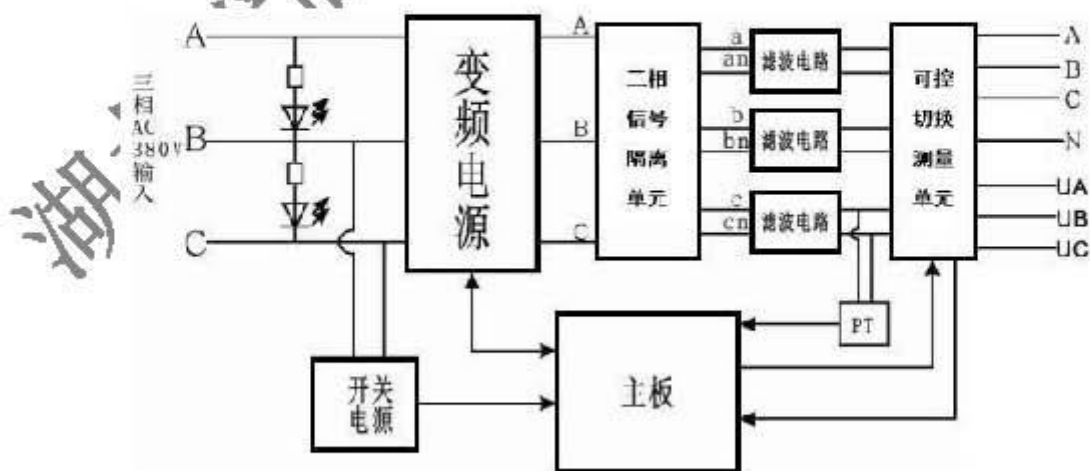 湖
A
B
C
三
相
AC
380V
输
入
变
频
电
源
A
B
C
二相
信号
隔离
单元
a
an
b
bn
c
cn
滤波电路
滤波电路
滤波电路
可控
切换
测量
单元
A
B
C
N
UA
UB
UC
PT
开关
电源
主板